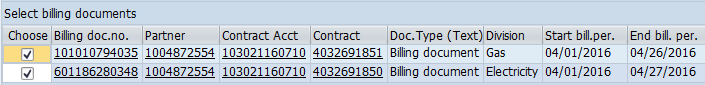 Select billing documents
Choose Billing doc.no. Partner Contract Acct Contract Doc.Type (Text) Division Start bill.per. End bill. per.
101010794035 1004872554 103021160710 4032691851 Billing document Gas 04/01/2016 04/26/2016
601186280348 1004872554 103021160710 4032691850 Billing document Electricity 04/01/2016 04/27/2016